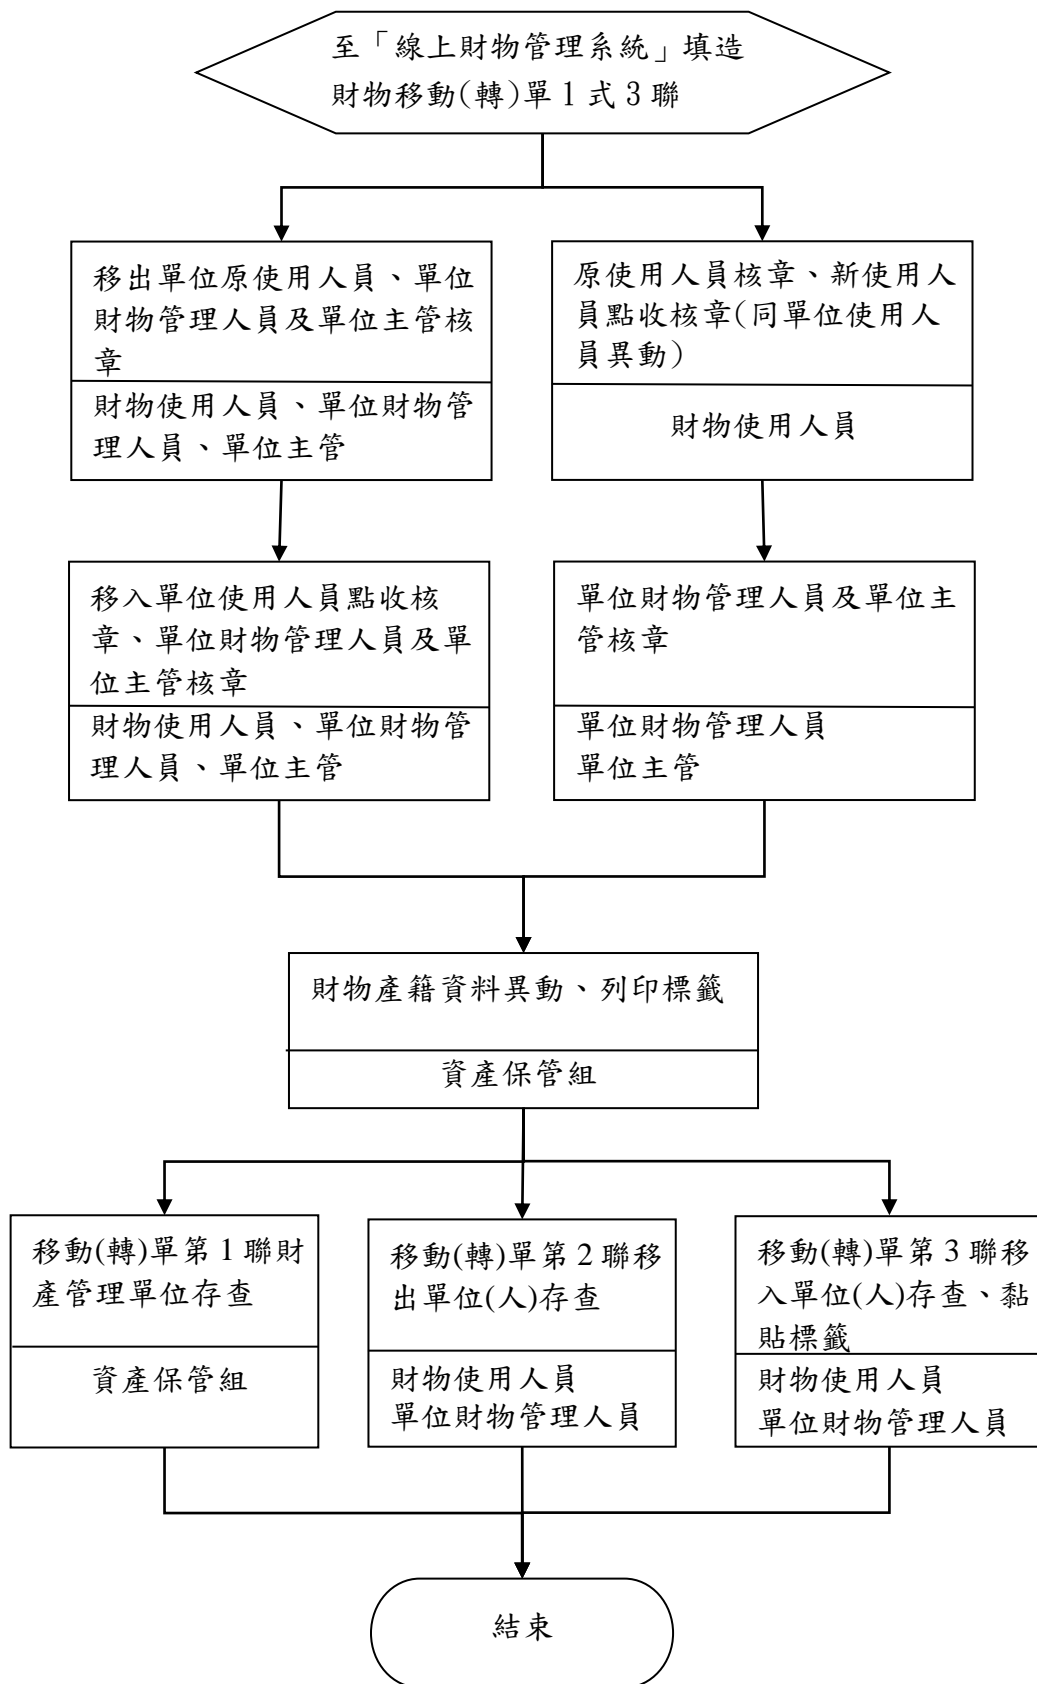 至「線上財物管理系統」填造
財物移動(轉)單1式3聯
移出單位原使用人員、單位
財物管理人員及單位主管核
章
財物使用人員、單位財物管
理人員、單位主管
原使用人員核章、新使用人
員點收核章(同單位使用人
員異動)
財物使用人員
移入單位使用人員點收核
章、單位財物管理人員及單
位主管核章
財物使用人員、單位財物管
理人員、單位主管
單位財物管理人員及單位主
管核章
單位財物管理人員
單位主管
財物產籍資料異動、列印標籤
資產保管組
移動(轉)單第1聯財
產管理單位存查
資產保管組
移動(轉)單第2聯移
出單位(人)存查
財物使用人員
單位財物管理人員
移動(轉)單第3聯移
入單位(人)存查、黏
貼標籤
財物使用人員
單位財物管理人員
結束